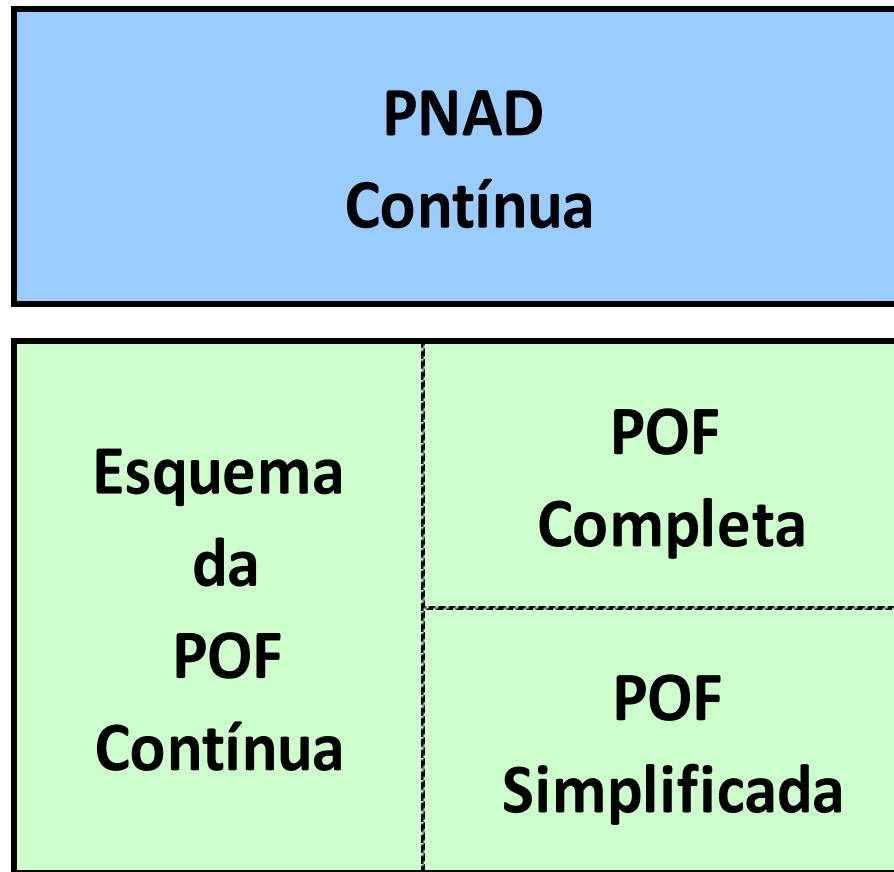 PNAD
Contínua
Esquema
da
POF
Contínua
POF
Completa
POF
Simplificada